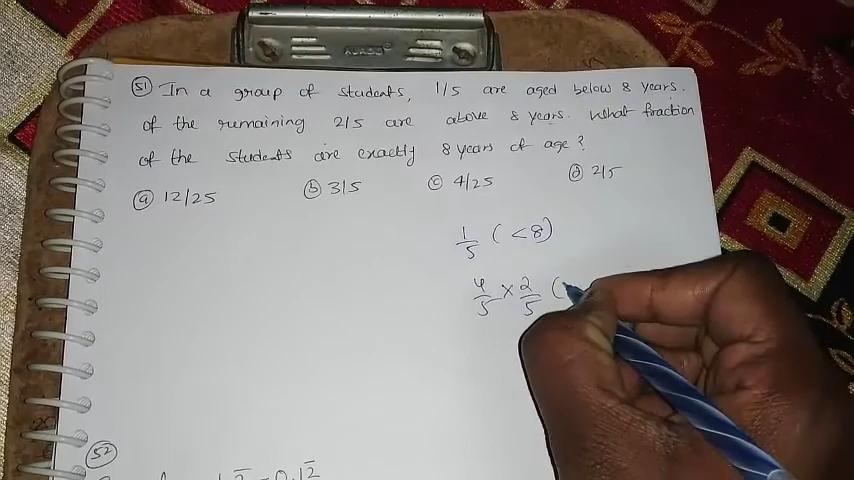 51 In a group of students, 1/5 are aged below 8 years.
of the remaining 2/5 are above 8 years. What fraction
of the students are exactly 8 years of age?
a 12/25 b 3/5 c 4/25 d 2/5
1/5 (<8)
4/5 × 2/5 (
52